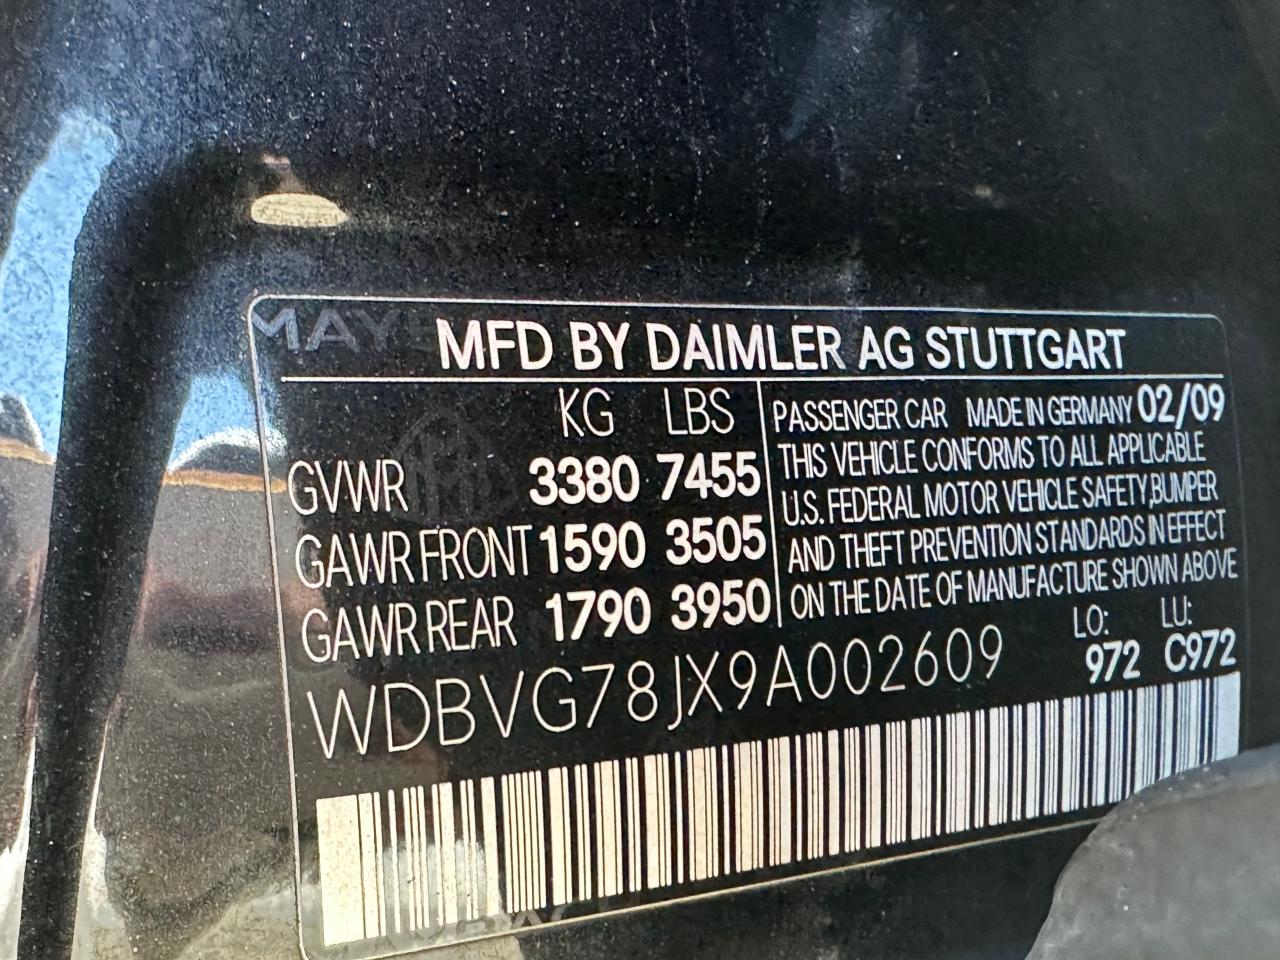 MFD BY DAIMLER AG STUTTGART
KG LBS
GVWR 3380 7455
GAWR FRONT 1590 3505
GAWR REAR 1790 3950
PASSENGER CAR MADE IN GERMANY 02/09
THIS VEHICLE CONFORMS TO ALL APPLICABLE
U.S. FEDERAL MOTOR VEHICLE SAFETY,BUMPER
AND THEFT PREVENTION STANDARDS IN EFFECT
ON THE DATE OF MANUFACTURE SHOWN ABOVE
LO: LU:
972 C972
WDBVG78JX9A002609